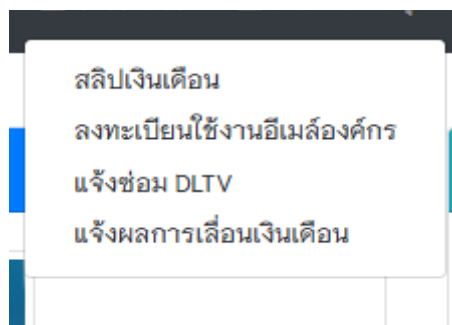 สลิปเงินเดือน
ลงทะเบียนใช้งานอีเมล์องค์กร
แจ้งซ่อม DLTV
แจ้งผลการเลื่อนเงินเดือน